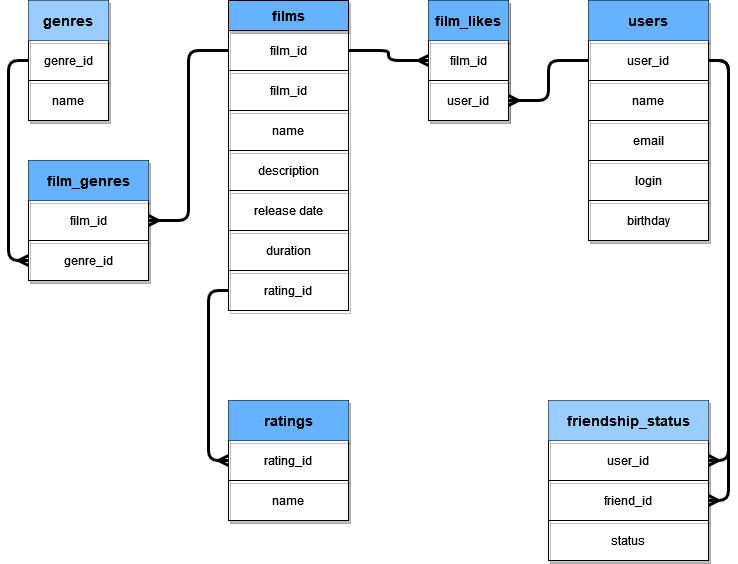 genres
genre_id
name
film_genres
film_id
genre_id
films
film_id
film_id
name
description
release date
duration
rating_id
ratings
rating_id
name
film_likes
film_id
user_id
users
user_id
name
email
login
birthday
friendship_status
user_id
friend_id
status